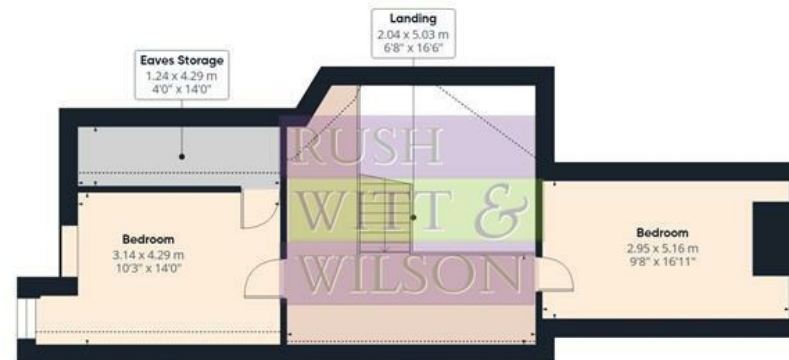 Landing
2.04 x 5.03 m
6'8" x 16'6"
Eaves Storage
1.24 x 4.29 m
4'0" x 14'0"
RUSH
WITT &
WILSON
Bedroom
3.14 x 4.29 m
10'3" x 14'0"
Bedroom
2.95 x 5.16 m
9'8" x 16'11"